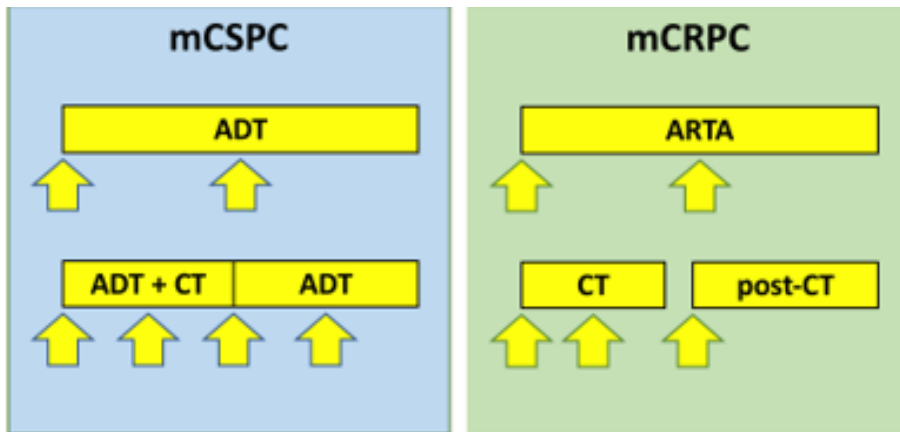 mCSPC
ADT
ADT + CT
ADT
mCRPC
ARTA
CT
post-CT